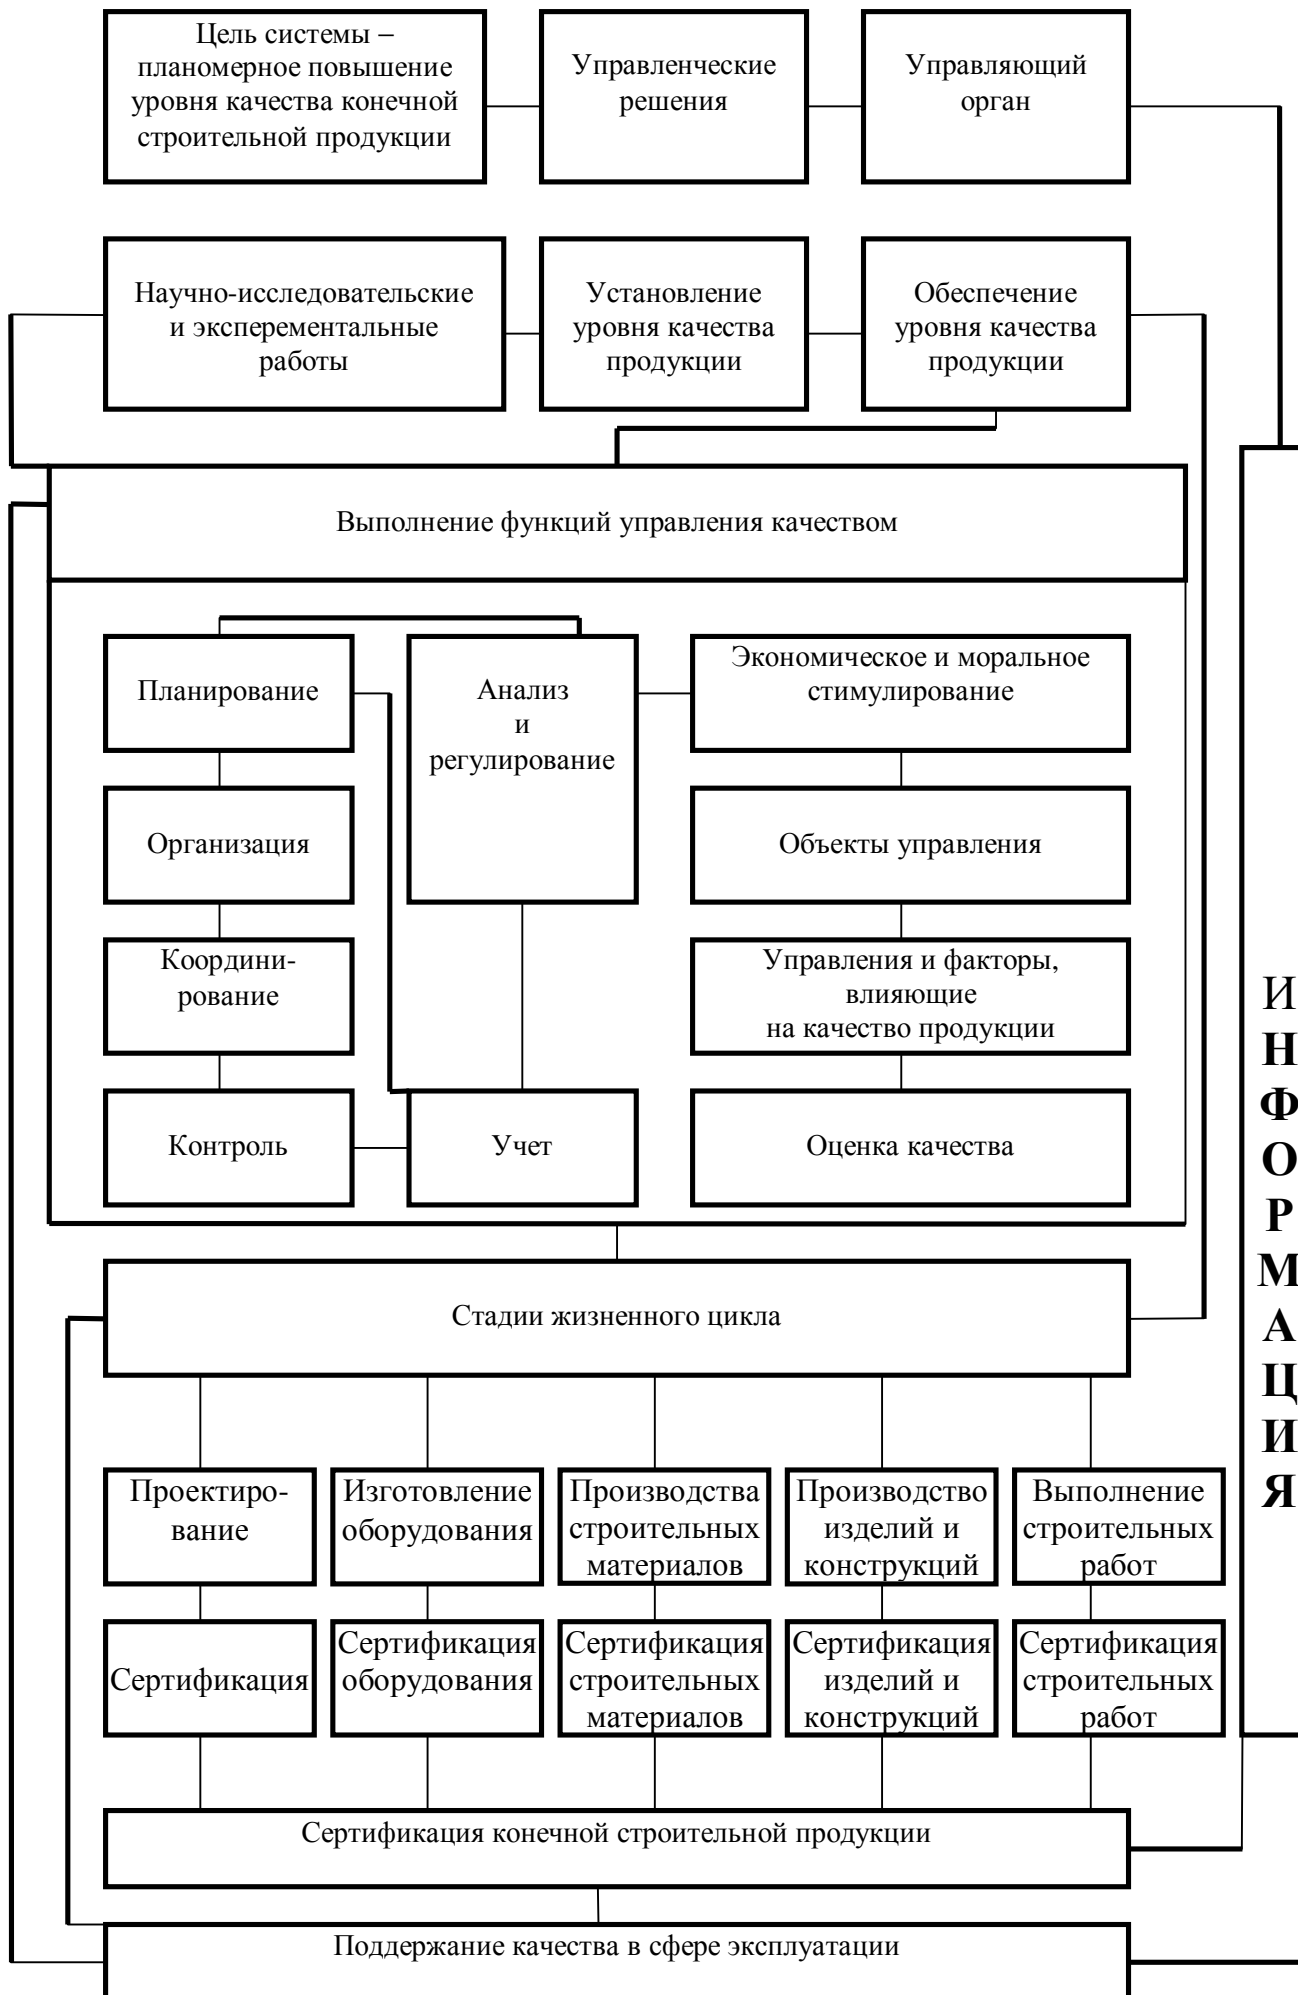 Цель системы –
планомерное повышение
уровня качества конечной
строительной продукции
Управленческие
решения
Управляющий
орган
Научно-исследовательские
и эксперементальные
работы
Установление
уровня качества
продукции
Обеспечение
уровня качества
продукции
Выполнение функций управления качеством
Планирование
Анализ
и
регулирование
Экономическое и моральное
стимулирование
Организация
Объекты управления
Координи-
рование
Управления и факторы,
влияющие
на качество продукции
Контроль
Учет
Оценка качества
И
Н
Ф
О
Р
М
А
Ц
И
Я
Стадии жизненного цикла
Проектиро-
вание
Изготовление
оборудования
Производства
строительных
материалов
Производство
изделий и
конструкций
Выполнение
строительных
работ
Сертификация
Сертификация
оборудования
Сертификация
строительных
материалов
Сертификация
изделий и
конструкций
Сертификация
строительных
работ
Сертификация конечной строительной продукции
Поддержание качества в сфере эксплуатации